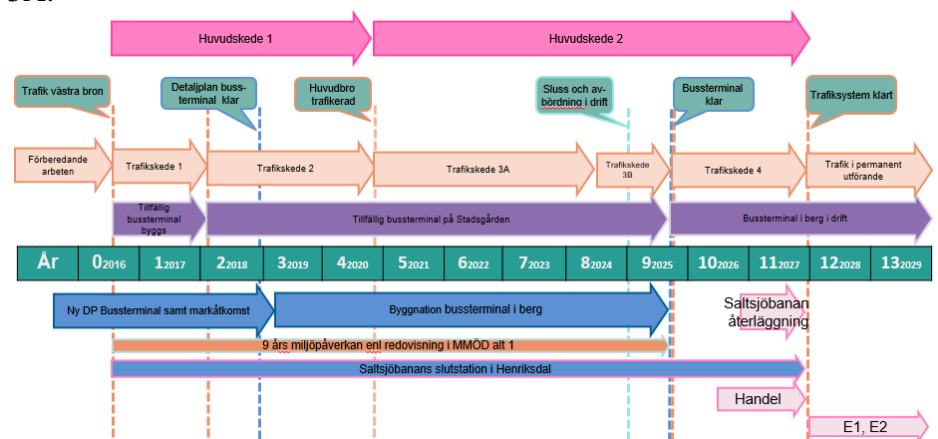 Huvudskede 1
Huvudskede 2
Trafik västra bron
Detaljplan buss-
terminal klar
Huvudbro
trafikerad
Sluss och av-
bördning i drift
Bussterminal
klar
Trafiksystem klart
Förberedande
arbeten
Trafikskede 1
Trafikskede 2
Trafikskede 3A
Trafikskede
3B
Trafikskede 4
Trafik i permanent
utförande
Tillfällig
bussterminal
byggs
Tillfällig bussterminal på Stadsgården
Bussterminal i berg i drift
År 02016 12017 22018 32019 42020 52021 62022 72023 82024 92025 102026 112027 122028 132029
Ny DP Bussterminal samt markåtkomst
Byggnation bussterminal i berg
Saltsjöbanan
återläggning
9 års miljöpåverkan enl redovisning i MMÖD alt 1
Saltsjöbanans slutstation i Henriksdal
Handel
E1, E2